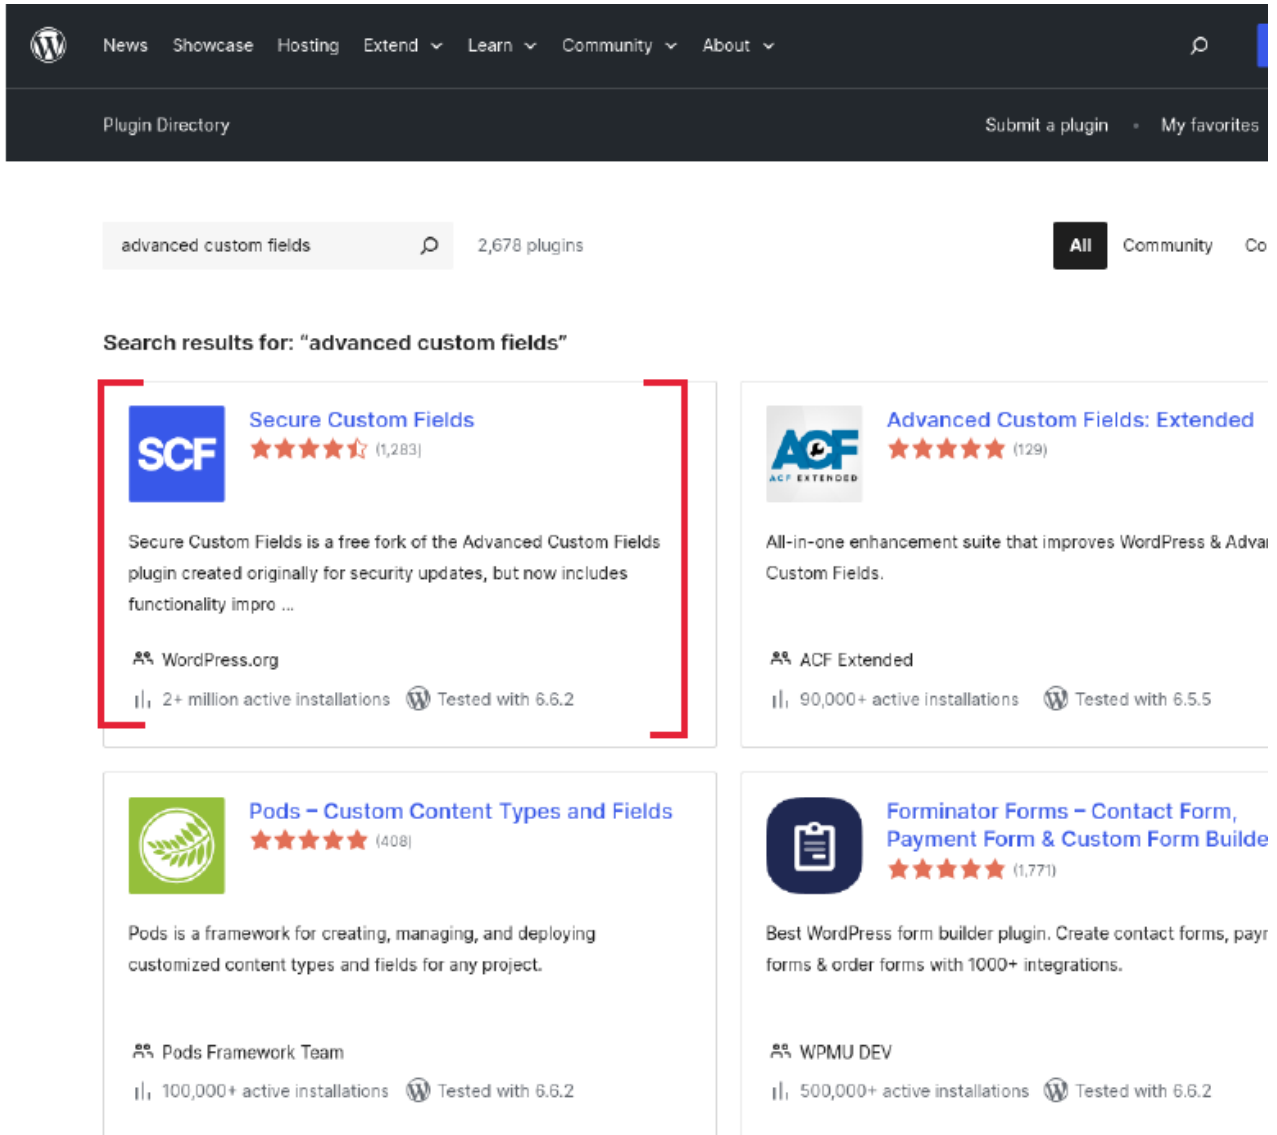 News Showcase Hosting Extend Learn Community About
Plugin Directory
Submit a plugin • My favorites
advanced custom fields
2,678 plugins
All Community Co
Search results for: “advanced custom fields”
SCF
Secure Custom Fields
(1,283)
Secure Custom Fields is a free fork of the Advanced Custom Fields
plugin created originally for security updates, but now includes
functionality impro ...
WordPress.org
2+ million active installations Tested with 6.6.2
ACF
ACF EXTENDED
Advanced Custom Fields: Extended
(129)
All-in-one enhancement suite that improves WordPress & Advan
Custom Fields.
ACF Extended
90,000+ active installations Tested with 6.5.5
Pods – Custom Content Types and Fields
(408)
Pods is a framework for creating, managing, and deploying
customized content types and fields for any project.
Pods Framework Team
100,000+ active installations Tested with 6.6.2
Forminator Forms – Contact Form,
Payment Form & Custom Form Builde
(1,771)
Best WordPress form builder plugin. Create contact forms, payr
forms & order forms with 1000+ integrations.
WPMU DEV
500,000+ active installations Tested with 6.6.2